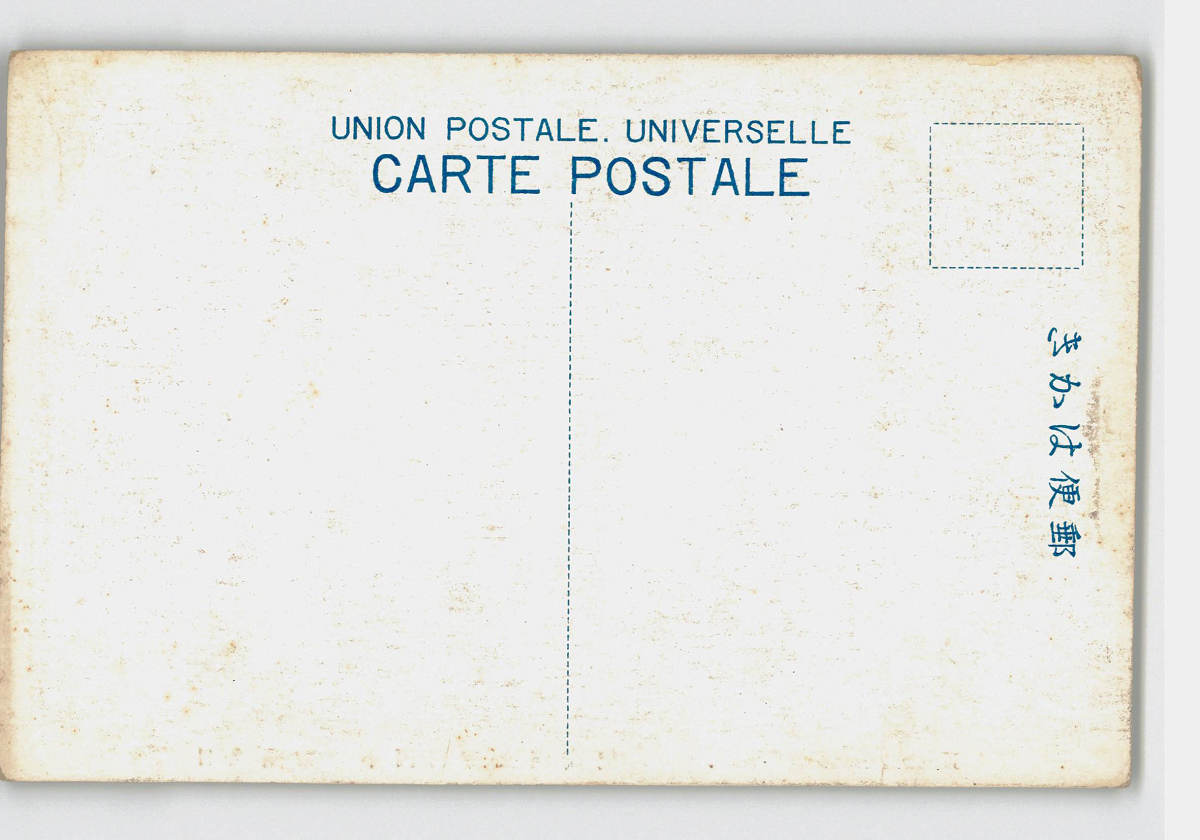 UNION POSTALE. UNIVERSELLE
CARTE POSTALE
郵便はかき